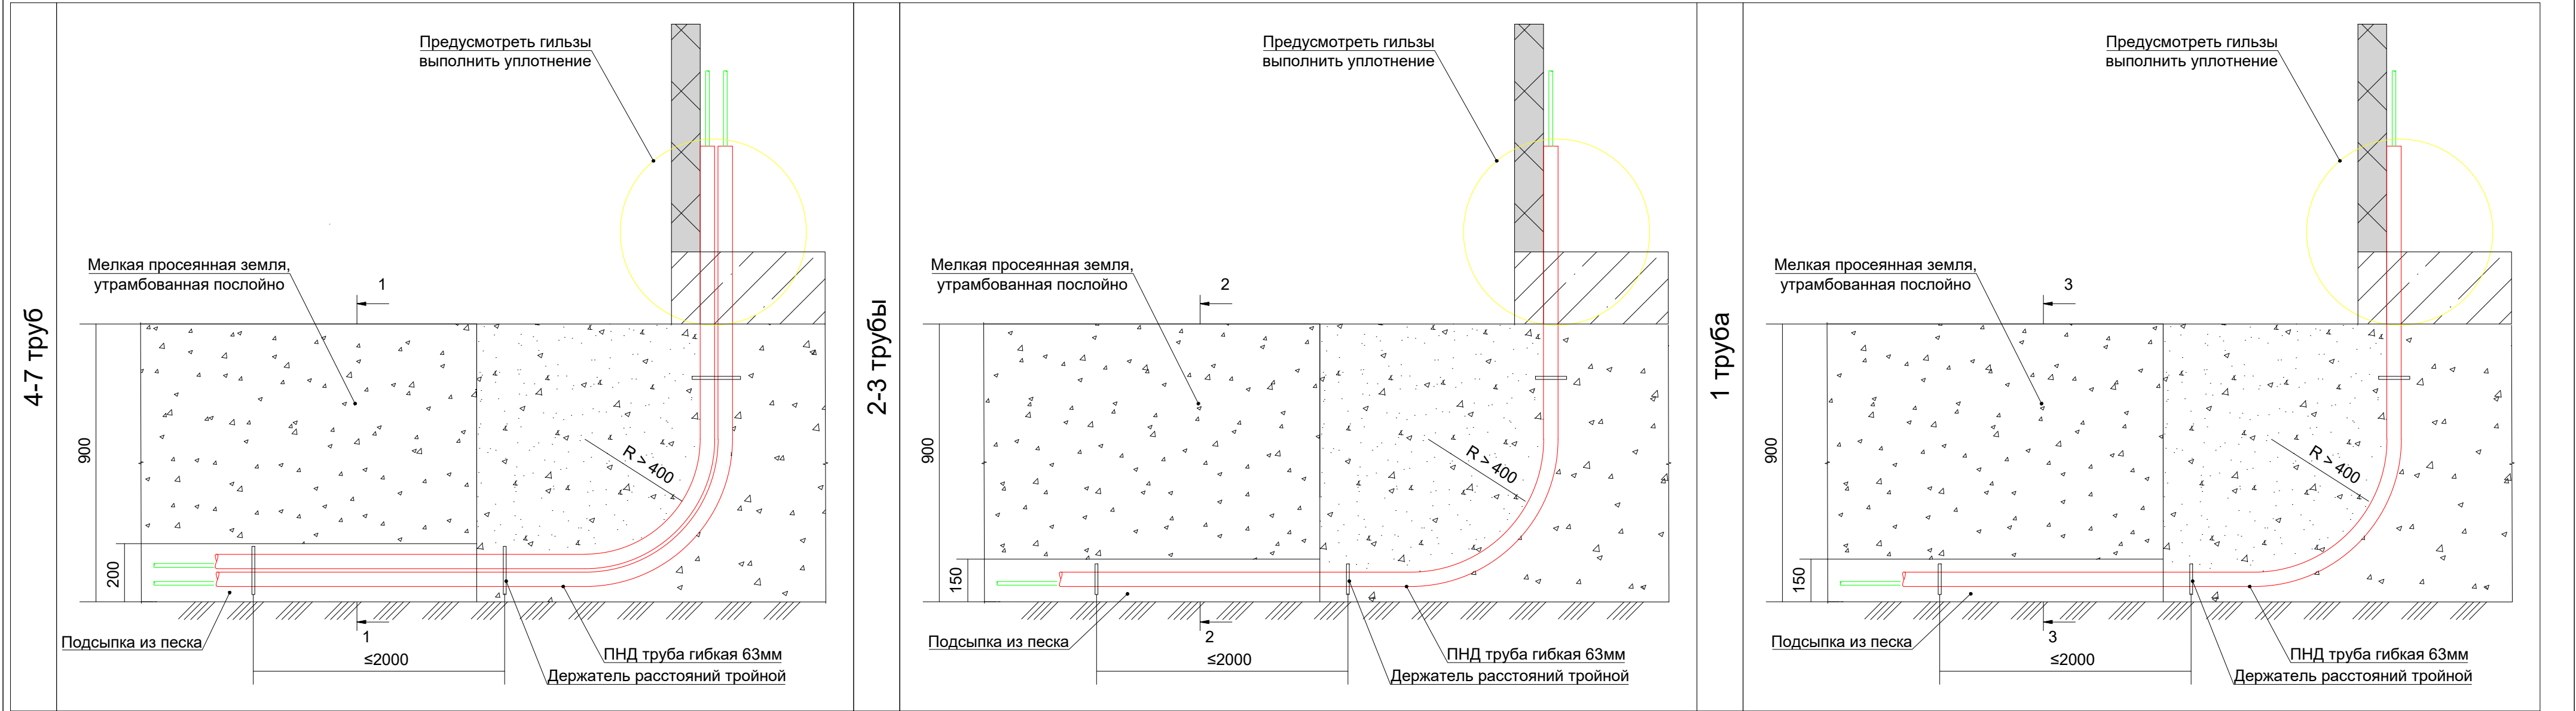 4-7 труб
Предусмотреть гильзы
выполнить уплотнение
Мелкая просеянная земля,
утрамбованная послойно
1
900
R > 400
200
Подсыпка из песка
1
≤2000
ПНД труба гибкая 63мм
Держатель расстояний тройной
2-3 трубы
Предусмотреть гильзы
выполнить уплотнение
Мелкая просеянная земля,
утрамбованная послойно
2
900
R > 400
150
Подсыпка из песка
2
≤2000
ПНД труба гибкая 63мм
Держатель расстояний тройной
1 труба
Предусмотреть гильзы
выполнить уплотнение
Мелкая просеянная земля,
утрамбованная послойно
3
900
R > 400
150
Подсыпка из песка
3
≤2000
ПНД труба гибкая 63мм
Держатель расстояний тройной